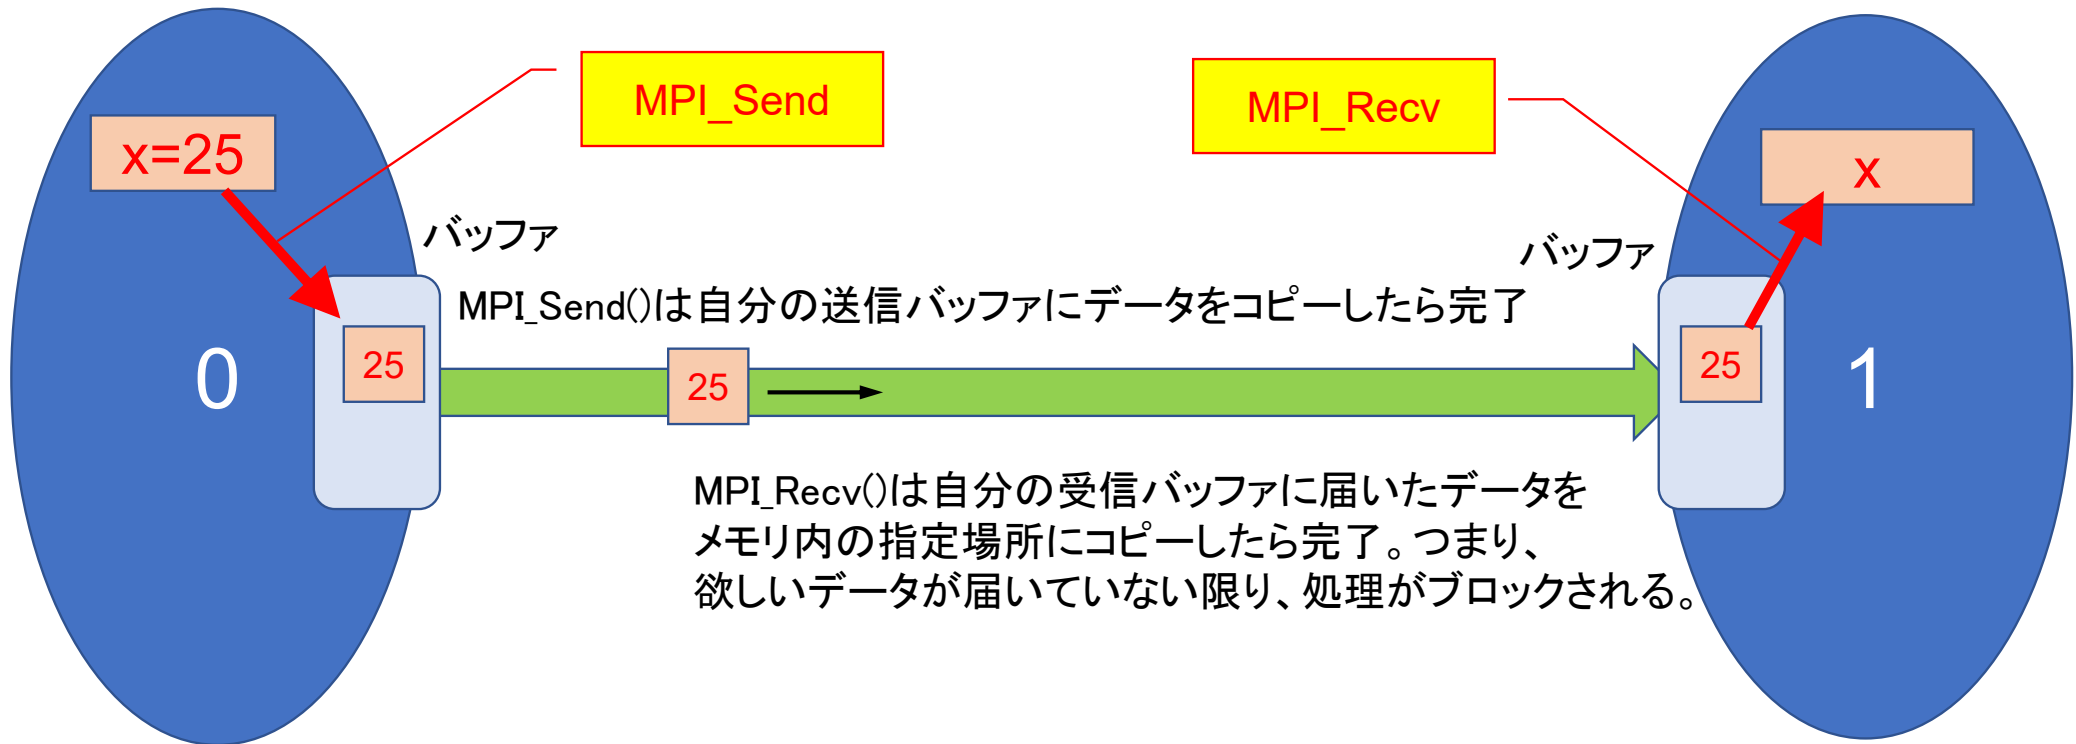 MPI_Send
MPI_Recv
x=25
x
バッファ
バッファ
MPI_Send()は自分の送信バッファにデータをコピーしたら完了
0
25
25
25
1
MPI_Recv()は自分の受信バッファに届いたデータを
メモリ内の指定場所にコピーしたら完了。つまり、
欲しいデータが届いていない限り、処理がブロックされる。